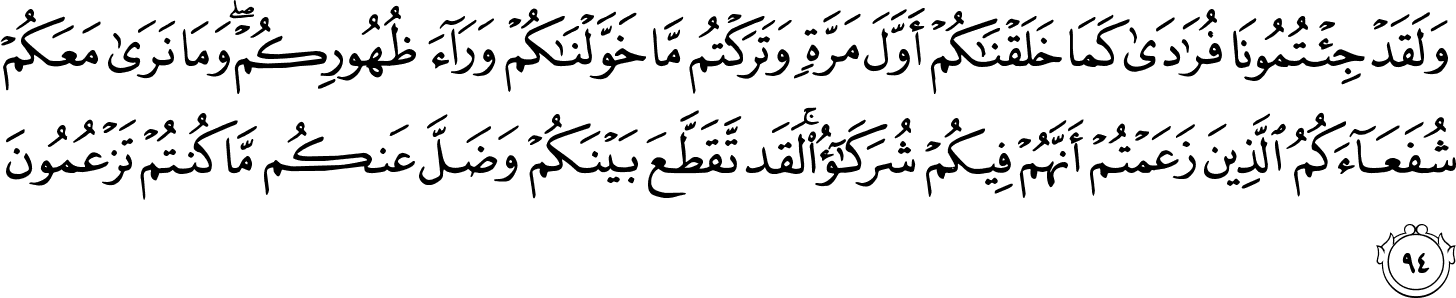 وَلَقَدۡ جِئۡتُمُونَا فُرَٰدَىٰ كَمَا خَلَقۡنَٰكُمۡ أَوَّلَ مَرَّةٖ وَتَرَكۡتُم مَّا خَوَّلۡنَٰكُمۡ وَرَآءَ ظُهُورِكُمۡۖ وَمَا نَرَىٰ مَعَكُمۡ
شُفَعَآءَكُمُ ٱلَّذِينَ زَعَمۡتُمۡ أَنَّهُمۡ فِيكُمۡ شُرَكَٰٓؤُاْۚ لَقَد تَّقَطَّعَ بَيۡنَكُمۡ وَضَلَّ عَنكُم مَّا كُنتُمۡ تَزۡعُمُونَ
٩٤